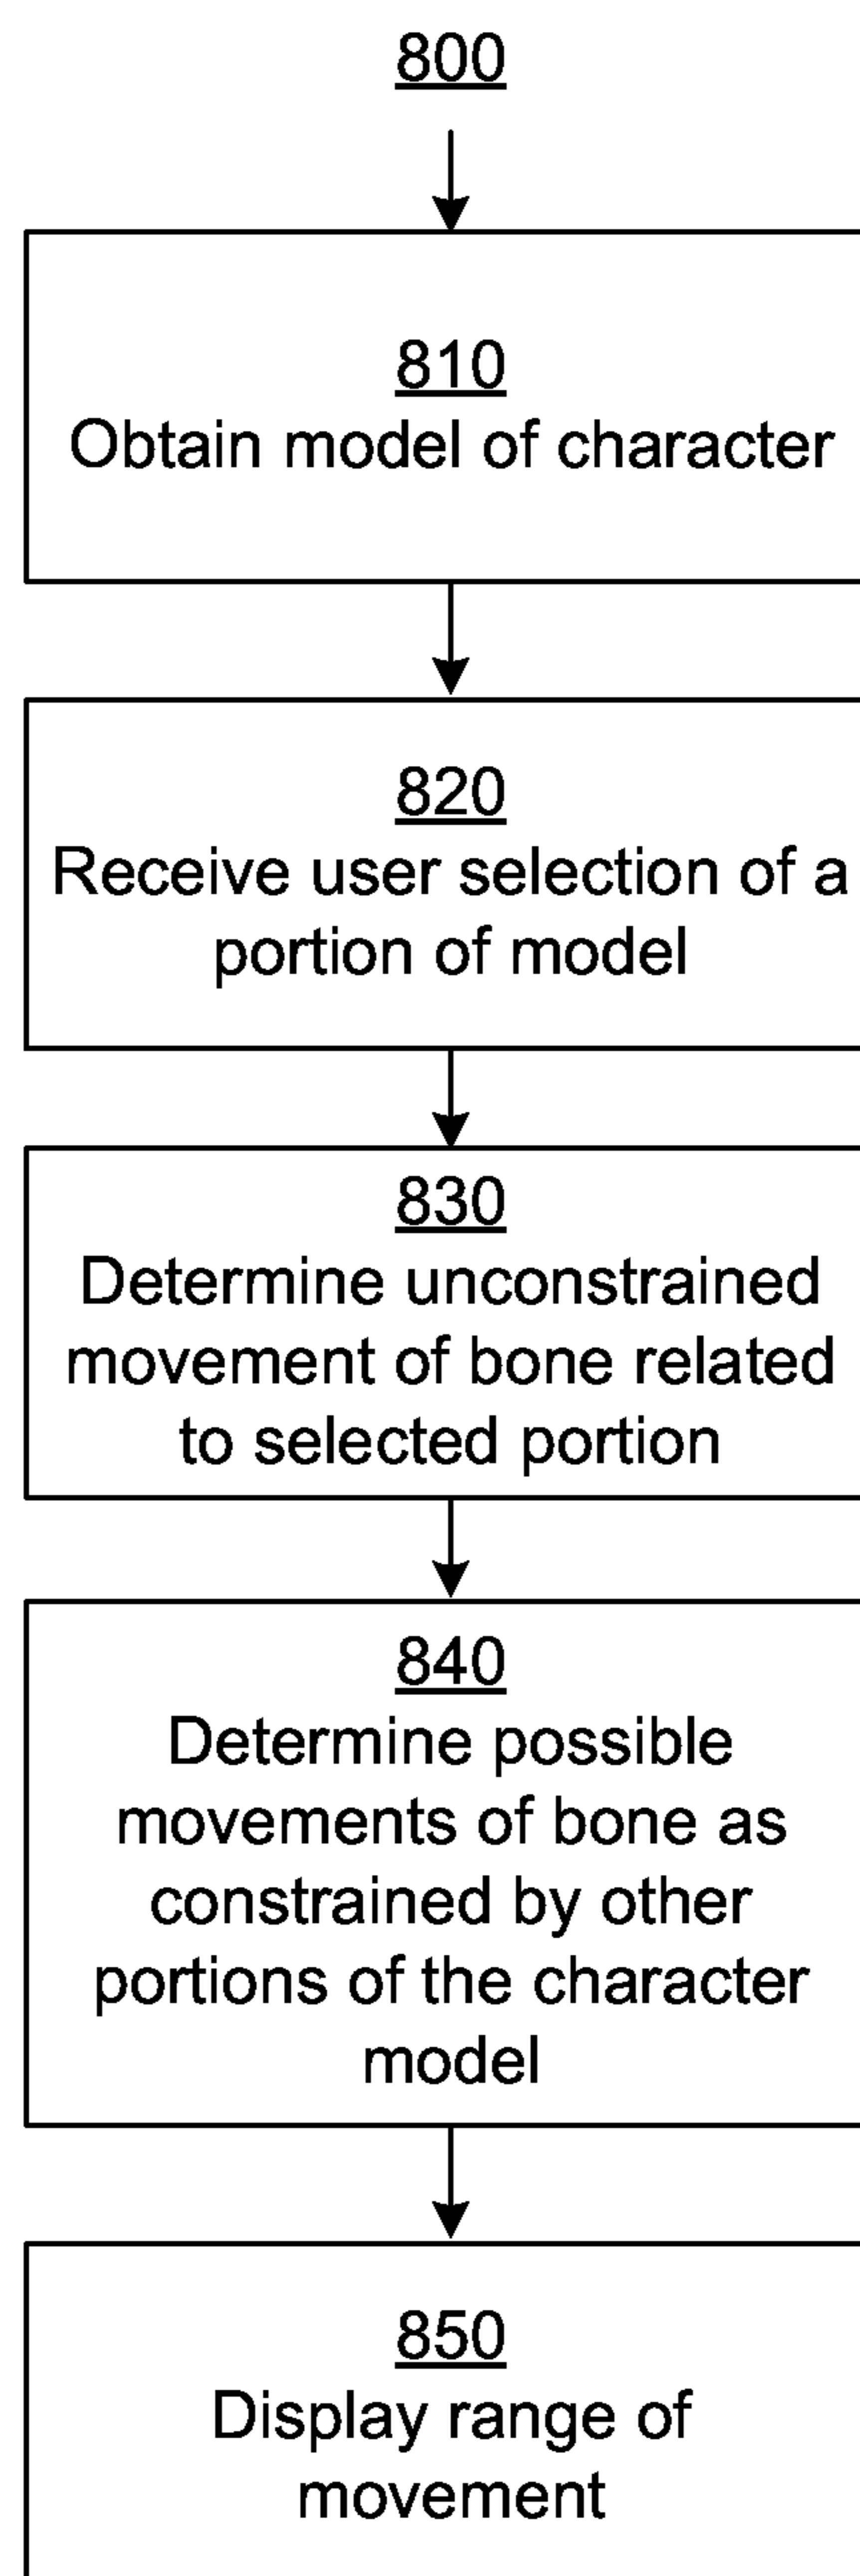 800
810
Obtain model of character
820
Receive user selection of a
portion of model
830
Determine unconstrained
movement of bone related
to selected portion
840
Determine possible
movements of bone as
constrained by other
portions of the character
model
850
Display range of
movement